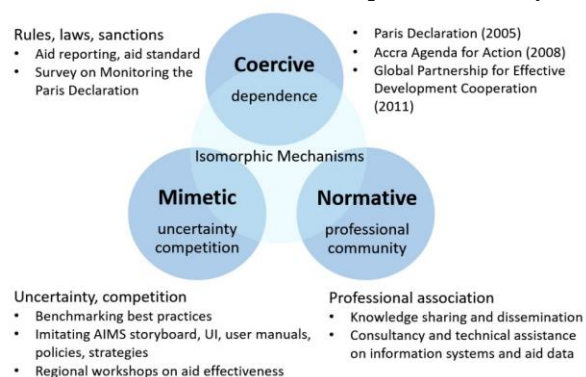 Rules, laws, sanctions
• Aid reporting, aid standard
• Survey on Monitoring the
Paris Declaration
Coercive
dependence
• Paris Declaration (2005)
• Accra Agenda for Action (2008)
• Global Partnership for Effective
Development Cooperation
(2011)
Isomorphic Mechanisms
Mimetic
uncertainty
competition
Normative
professional
community
Uncertainty, competition
• Benchmarking best practices
• Imitating AIMS storyboard, UI, user manuals,
policies, strategies
• Regional workshops on aid effectiveness
Professional association
• Knowledge sharing and dissemination
• Consultancy and technical assistance
on information systems and aid data